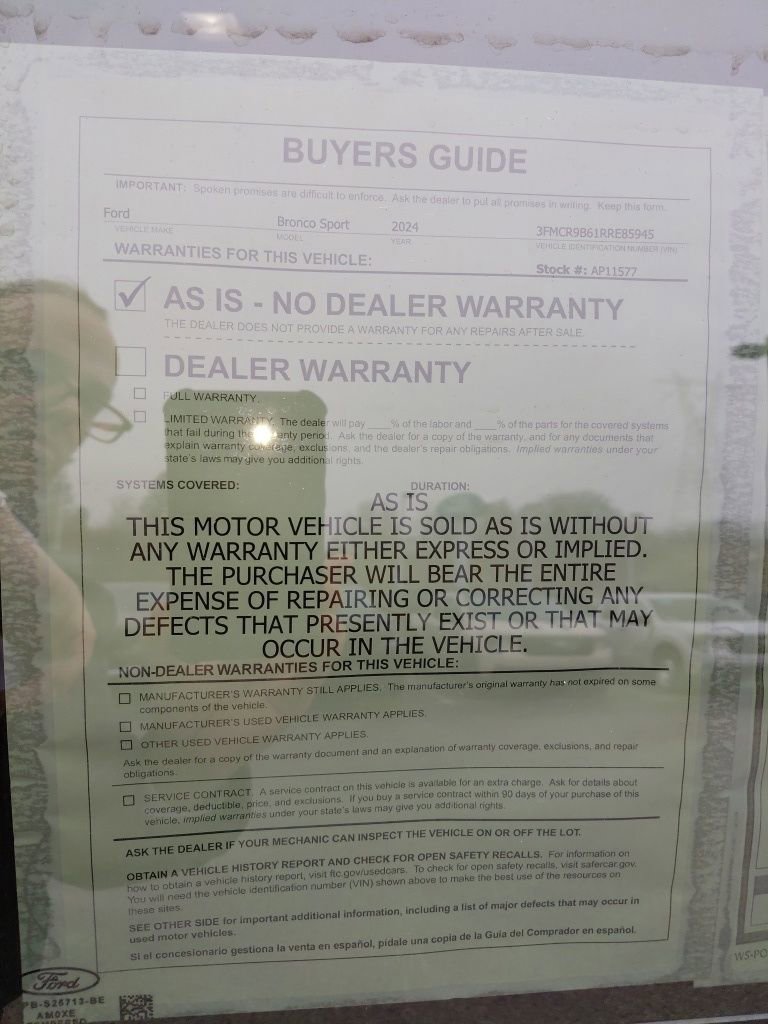 BUYERS GUIDE
IMPORTANT: Spoken promises are difficult to enforce. Ask the dealer to put all promises in writing. Keep this form.
Ford Bronco Sport 2024 3FMCR9B61RRE85945
VEHICLE MAKE MODEL YEAR VEHICLE IDENTIFICATION NUMBER (VIN)
WARRANTIES FOR THIS VEHICLE:
Stock #: AP11577
AS IS - NO DEALER WARRANTY
THE DEALER DOES NOT PROVIDE A WARRANTY FOR ANY REPAIRS AFTER SALE.
DEALER WARRANTY
FULL WARRANTY.
LIMITED WARRANTY. The dealer will pay ____% of the labor and ____% of the parts for the covered systems
that fail during the warranty period. Ask the dealer for a copy of the warranty, and for any documents that
explain warranty coverage, exclusions, and the dealer's repair obligations. Implied warranties under your
state's laws may give you additional rights.
SYSTEMS COVERED: DURATION:
AS IS
THIS MOTOR VEHICLE IS SOLD AS IS WITHOUT
ANY WARRANTY EITHER EXPRESS OR IMPLIED.
THE PURCHASER WILL BEAR THE ENTIRE
EXPENSE OF REPAIRING OR CORRECTING ANY
DEFECTS THAT PRESENTLY EXIST OR THAT MAY
OCCUR IN THE VEHICLE.
NON-DEALER WARRANTIES FOR THIS VEHICLE:
MANUFACTURER'S WARRANTY STILL APPLIES. The manufacturer's original warranty has not expired on some
components of the vehicle.
MANUFACTURER'S USED VEHICLE WARRANTY APPLIES.
OTHER USED VEHICLE WARRANTY APPLIES.
Ask the dealer for a copy of the warranty document and an explanation of warranty coverage, exclusions, and repair
obligations.
SERVICE CONTRACT. A service contract on this vehicle is available for an extra charge. Ask for details about
coverage, deductible, price, and exclusions. If you buy a service contract within 90 days of your purchase of this
vehicle, implied warranties under your state's laws may give you additional rights.
ASK THE DEALER IF YOUR MECHANIC CAN INSPECT THE VEHICLE ON OR OFF THE LOT.
OBTAIN A VEHICLE HISTORY REPORT AND CHECK FOR OPEN SAFETY RECALLS. For information on
how to obtain a vehicle history report, visit ftc.gov/usedcars. To check for open safety recalls, visit safercar.gov.
You will need the vehicle identification number (VIN) shown above to make the best use of the resources on
these sites.
SEE OTHER SIDE for important additional information, including a list of major defects that may occur in
used motor vehicles.
Si el concesionario gestiona la venta en español, pídale una copia de la Guía del Comprador en español.
Ford
PB-S26713-BE
AM0XE
WS-PO